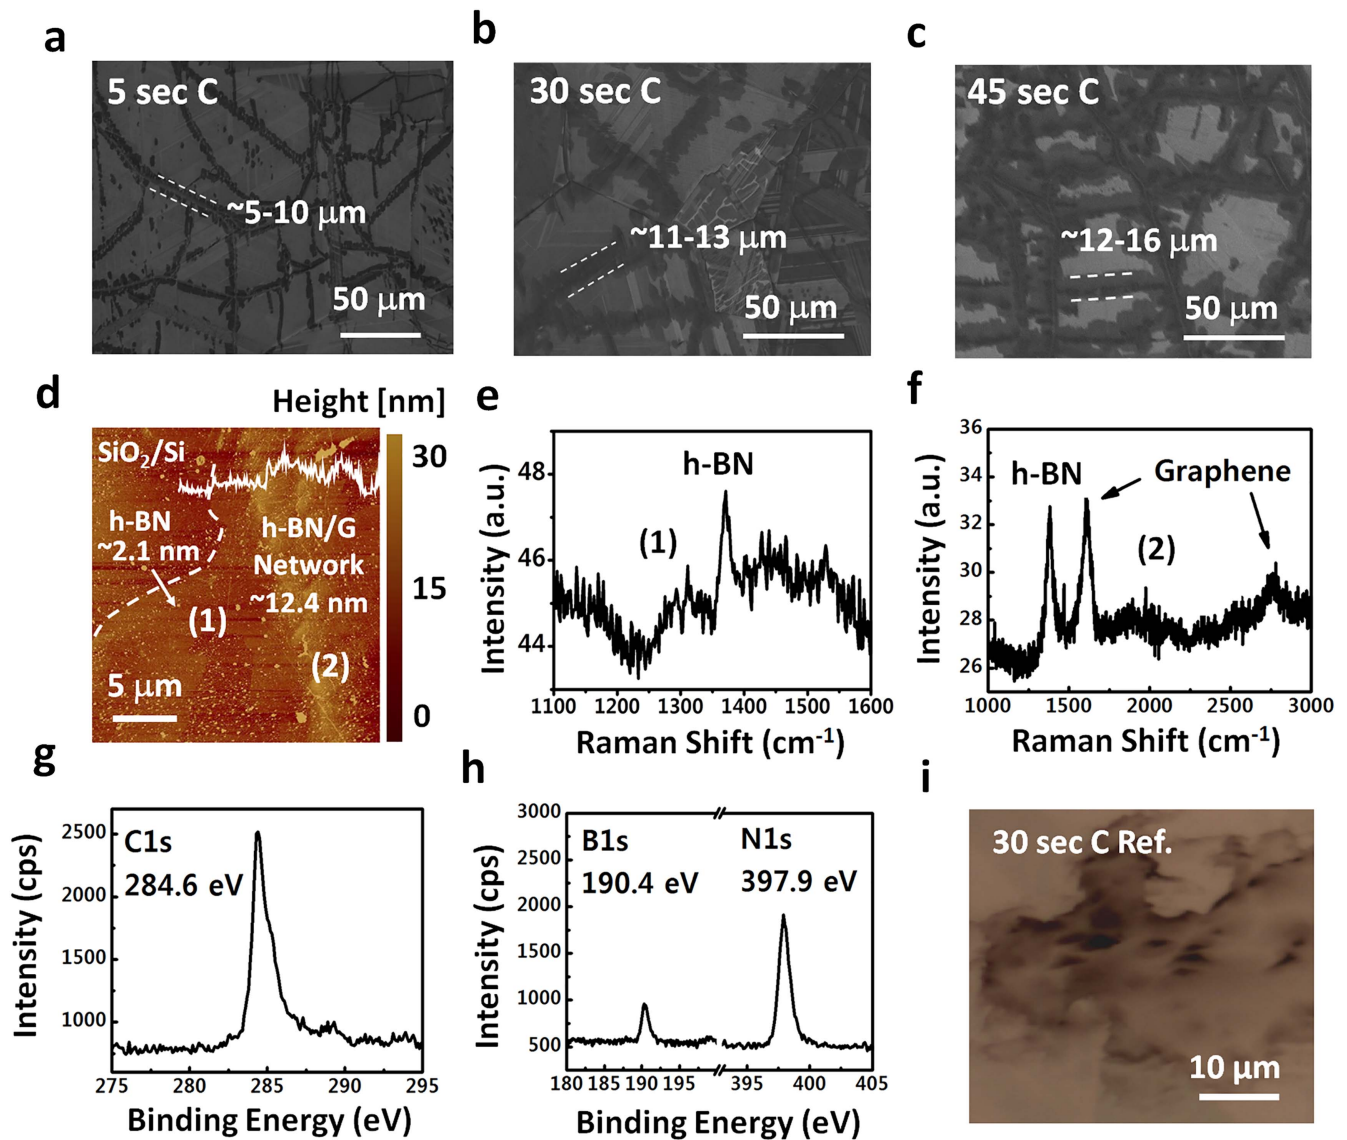 a
5 sec C
~5-10 μm
50 μm
b
30 sec C
~11-13 μm
50 μm
c
45 sec C
~12-16 μm
50 μm
d
Height [nm]
SiO₂/Si
h-BN
~2.1 nm
(1)
h-BN/G
Network
~12.4 nm
(2)
5 μm
30
15
0
e
h-BN
(1)
48
46
44
Intensity (a.u.)
1100 1200 1300 1400 1500 1600
Raman Shift (cm⁻¹)
f
h-BN
Graphene
(2)
36
34
32
30
28
26
Intensity (a.u.)
1000 1500 2000 2500 3000
Raman Shift (cm⁻¹)
g
C1s
284.6 eV
2500
2000
1500
1000
Intensity (cps)
275 280 285 290 295
Binding Energy (eV)
h
B1s
190.4 eV
N1s
397.9 eV
3000
2500
2000
1500
1000
500
Intensity (cps)
180 185 190 195 395 400 405
Binding Energy (eV)
i
30 sec C Ref.
10 μm